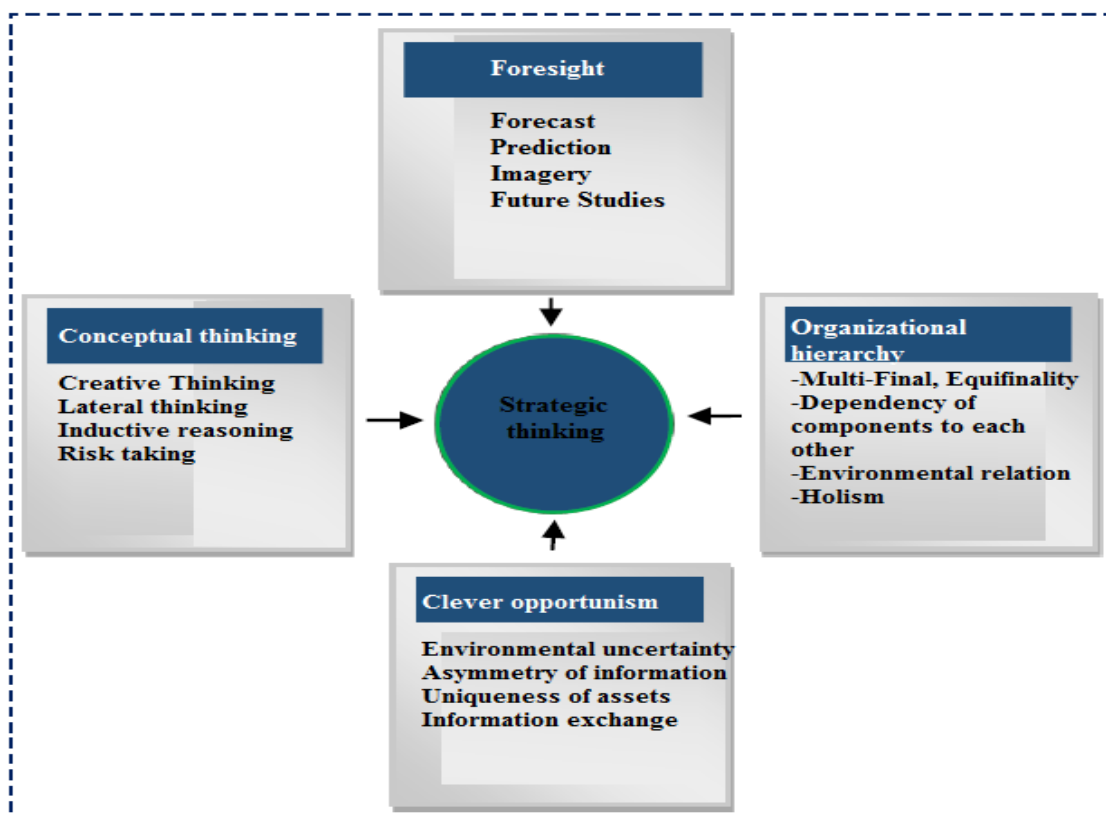 Foresight
Forecast
Prediction
Imagery
Future Studies
Conceptual thinking
Creative Thinking
Lateral thinking
Inductive reasoning
Risk taking
Strategic
thinking
Organizational
hierarchy
-Multi-Final, Equifinality
-Dependency of
components to each
other
-Environmental relation
-Holism
Clever opportunism
Environmental uncertainty
Asymmetry of information
Uniqueness of assets
Information exchange